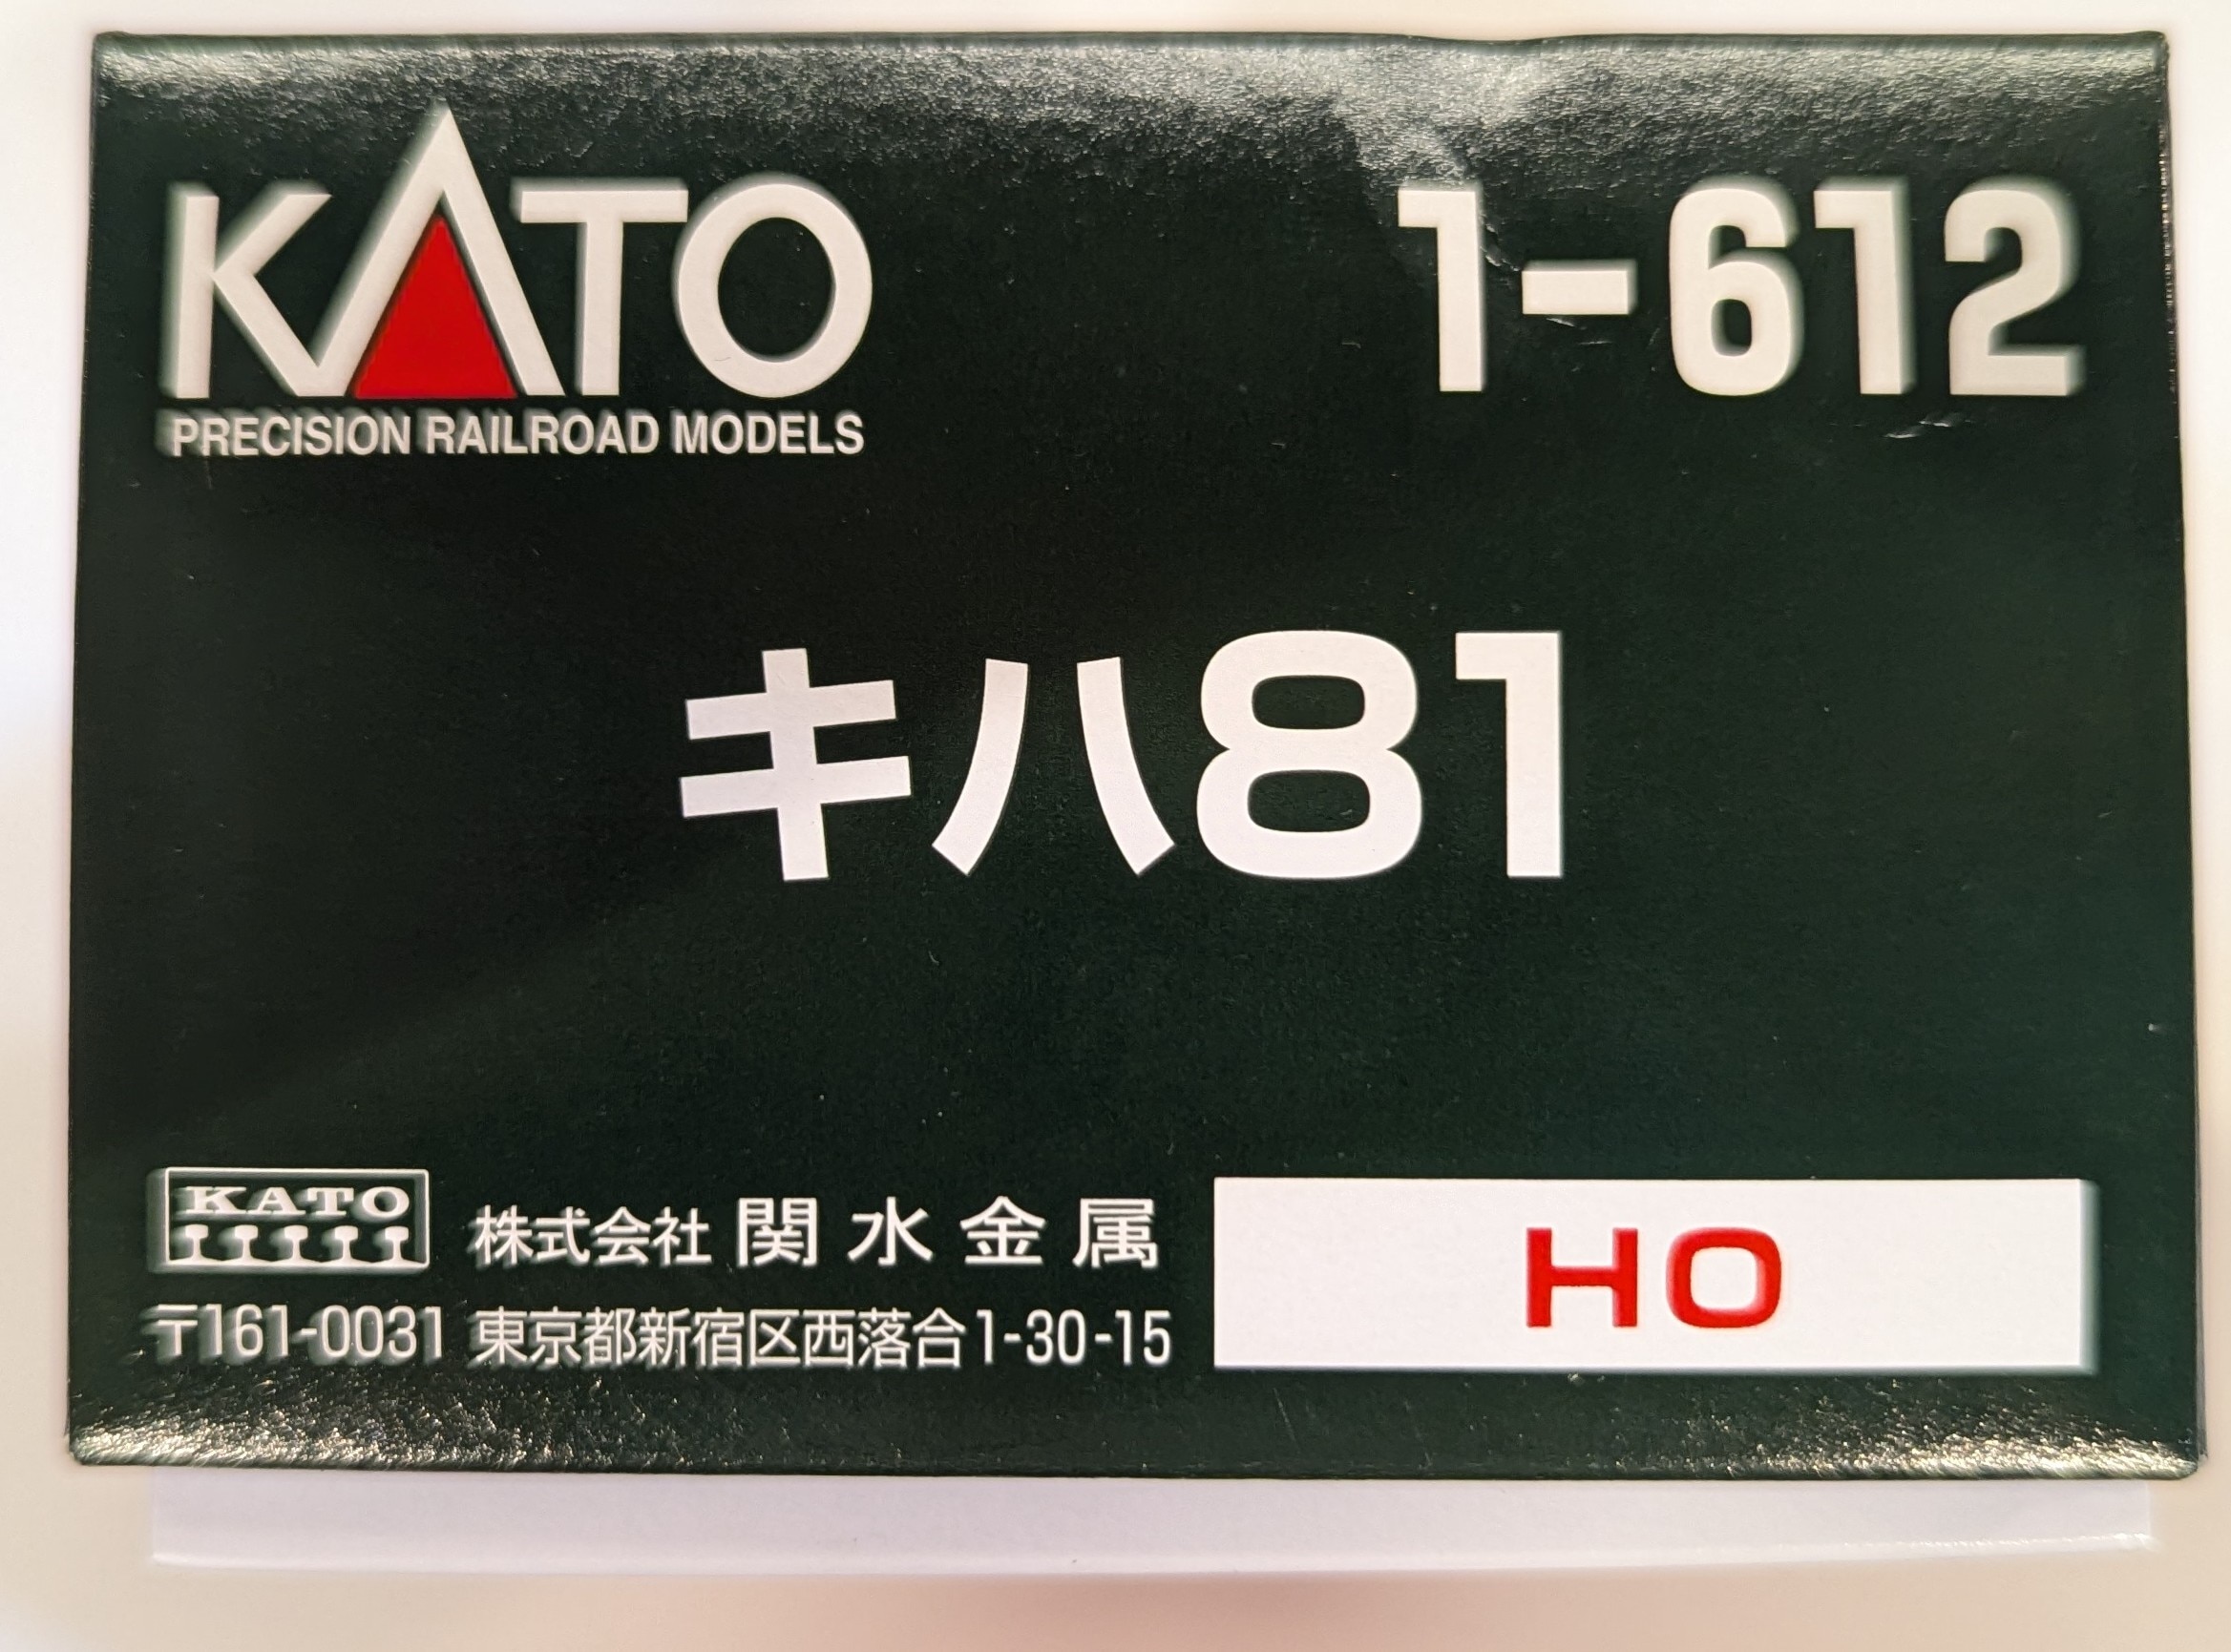 KATO
PRECISION RAILROAD MODELS
1-612
キハ81
KATO
株式会社 関水金属
〒161-0031 東京都新宿区西落合1-30-15
HO